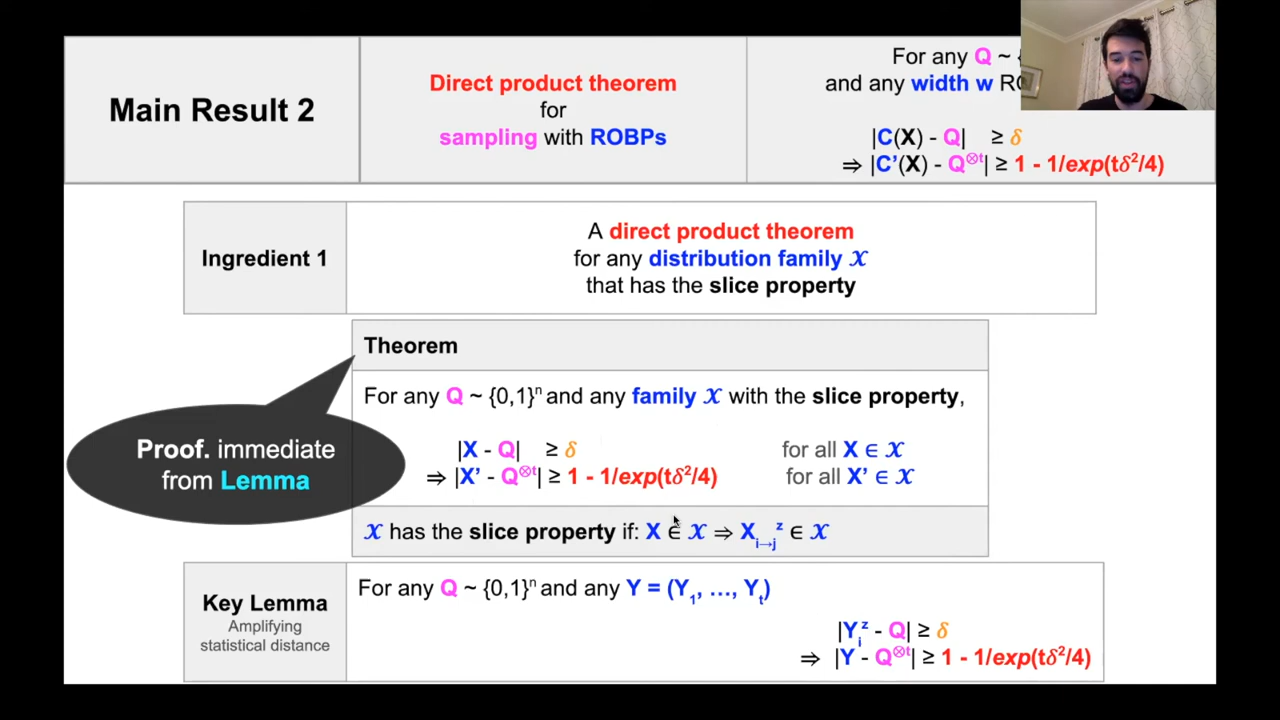 Main Result 2
Direct product theorem
for
sampling with ROBPs
For any Q ~ {
and any width w RO
|C(X) - Q| ≥ δ
⇒ |C’(X) - Q^{⊗t}| ≥ 1 - 1/exp(tδ²/4)
Ingredient 1
A direct product theorem
for any distribution family 𝒳
that has the slice property
Theorem
For any Q ~ {0,1}ⁿ and any family 𝒳 with the slice property,
|X - Q| ≥ δ for all X ∈ 𝒳
⇒ |X’ - Q^{⊗t}| ≥ 1 - 1/exp(tδ²/4) for all X’ ∈ 𝒳
𝒳 has the slice property if: X ∈ 𝒳 ⇒ X_{i→j}^z ∈ 𝒳
Proof. immediate
from Lemma
Key Lemma
Amplifying
statistical distance
For any Q ~ {0,1}ⁿ and any Y = (Y₁, …, Y_t)
|Y_i^z - Q| ≥ δ
⇒ |Y - Q^{⊗t}| ≥ 1 - 1/exp(tδ²/4)